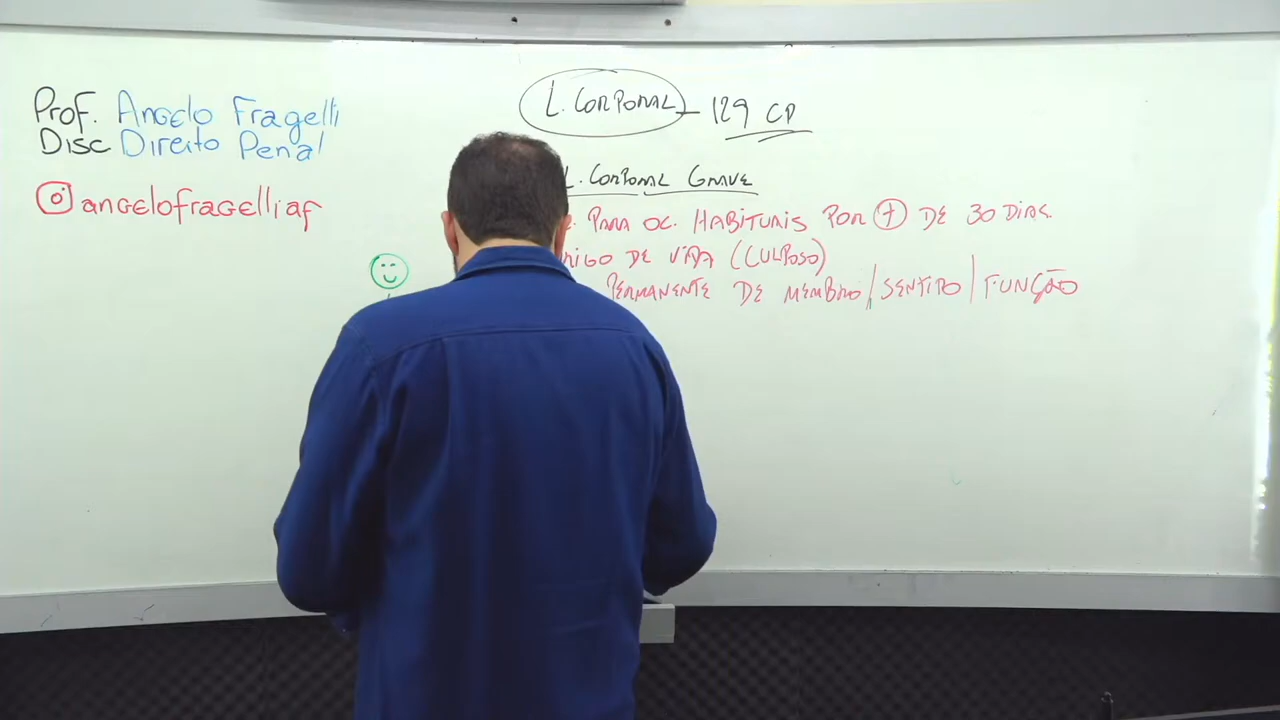 Prof. Angelo Fragelli
Disc Direito Penal
angelofragelliaf
L. CORPORAL - 129 CP
L. CORPORAL GRAVE
PARA OC. HABITUAIS POR + DE 30 DIAS.
DE VIDA (CULPOSO)
PERMANENTE DE MEMBRO/SENTIDO/FUNÇÃO